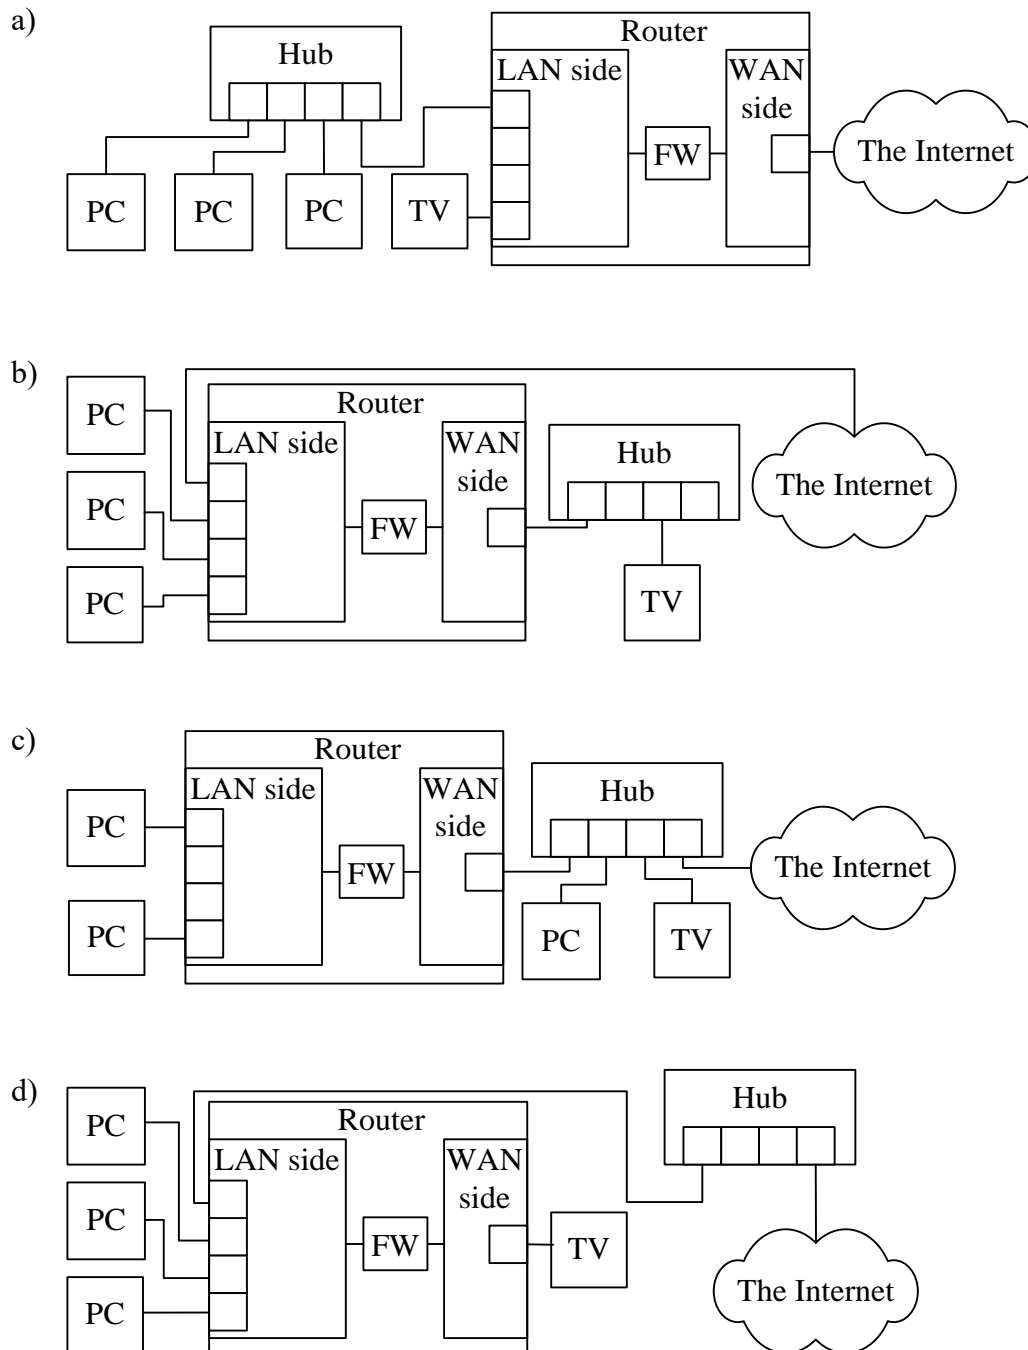 a)
Hub
Router
LAN side
WAN
side
FW
The Internet
PC
PC
PC
TV
b)
PC
PC
PC
Router
LAN side
WAN
side
FW
Hub
TV
The Internet
c)
PC
PC
Router
LAN side
WAN
side
FW
Hub
PC
TV
The Internet
d)
PC
PC
PC
Router
LAN side
WAN
side
FW
TV
Hub
The Internet